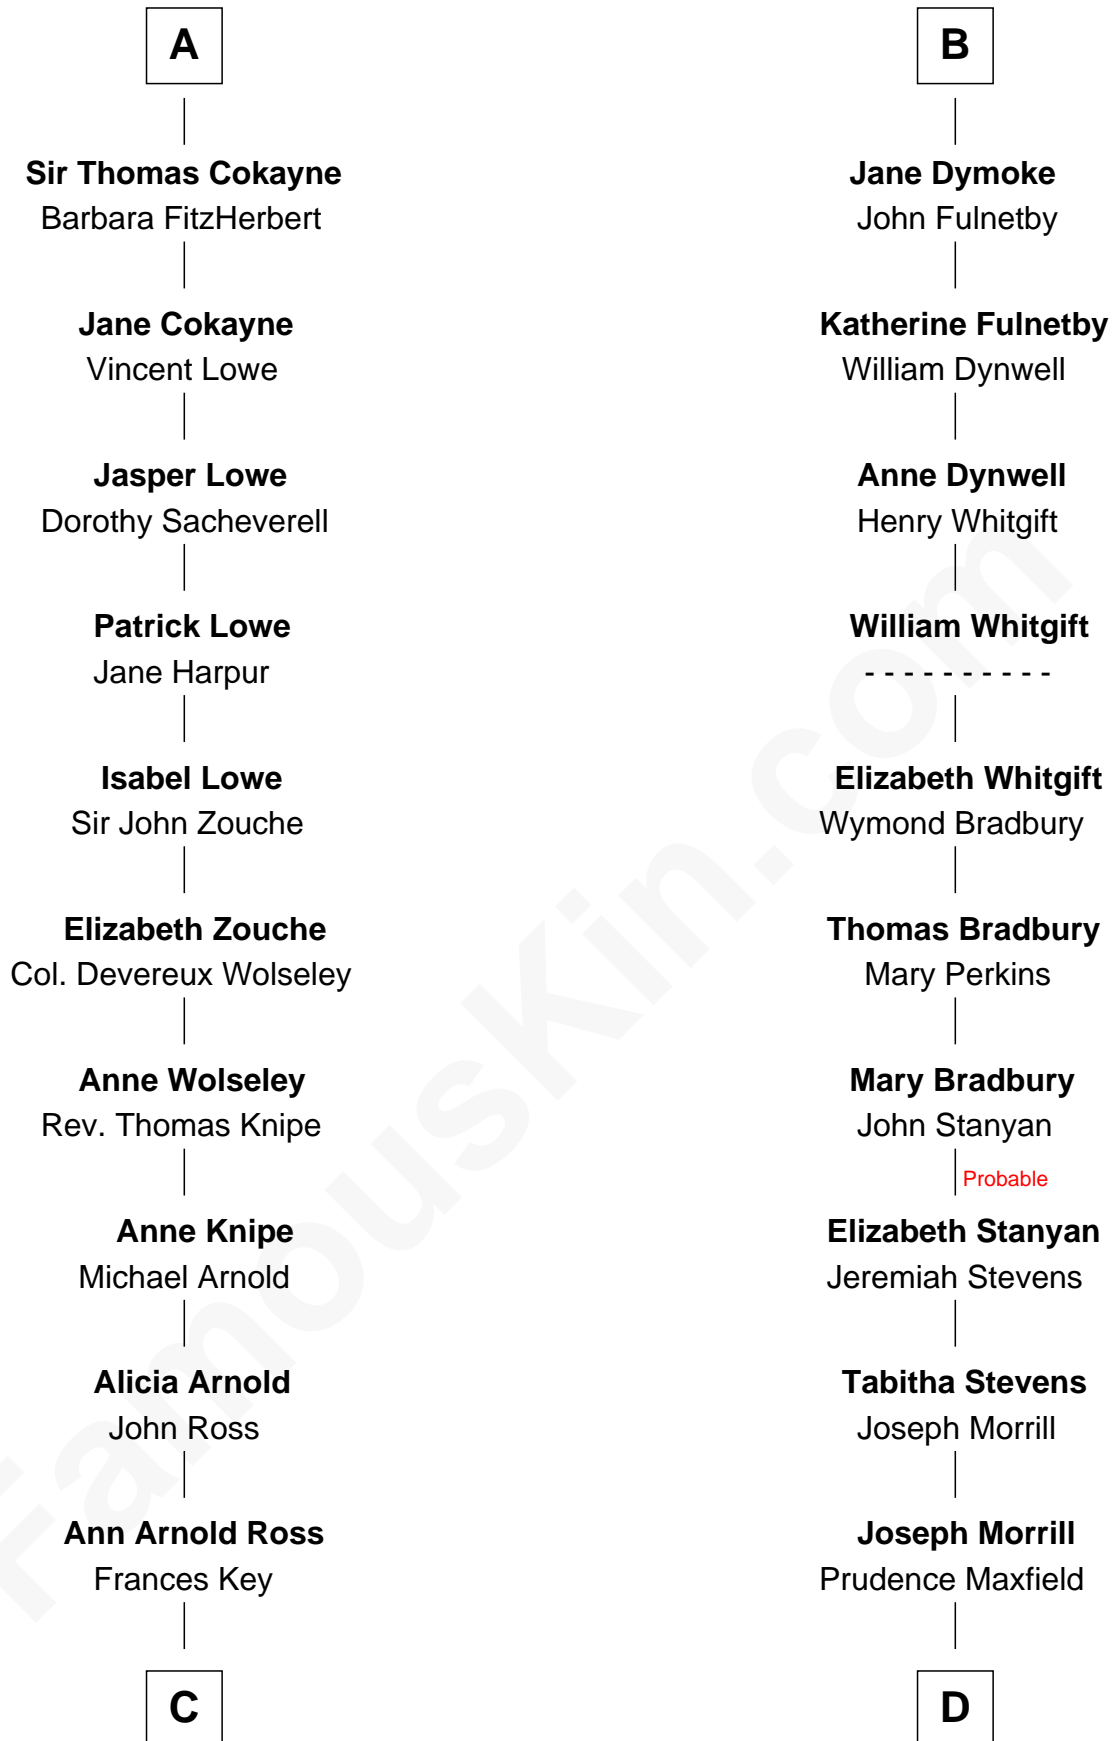 A
Sir Thomas Cokayne
Barbara FitzHerbert
Jane Cokayne
Vincent Lowe
Jasper Lowe
Dorothy Sacheverell
Patrick Lowe
Jane Harpur
Isabel Lowe
Sir John Zouche
Elizabeth Zouche
Col. Devereux Wolseley
Anne Wolseley
Rev. Thomas Knipe
Anne Knipe
Michael Arnold
Alicia Arnold
John Ross
Ann Arnold Ross
Frances Key
C
B
Jane Dymoke
John Fulnetby
Katherine Fulnetby
William Dynwell
Anne Dynwell
Henry Whitgift
William Whitgift
- - - - - - - - - -
Elizabeth Whitgift
Wymond Bradbury
Thomas Bradbury
Mary Perkins
Mary Bradbury
John Stanyan
Probable
Elizabeth Stanyan
Jeremiah Stevens
Tabitha Stevens
Joseph Morrill
Joseph Morrill
Prudence Maxfield
D
FamousKin.com